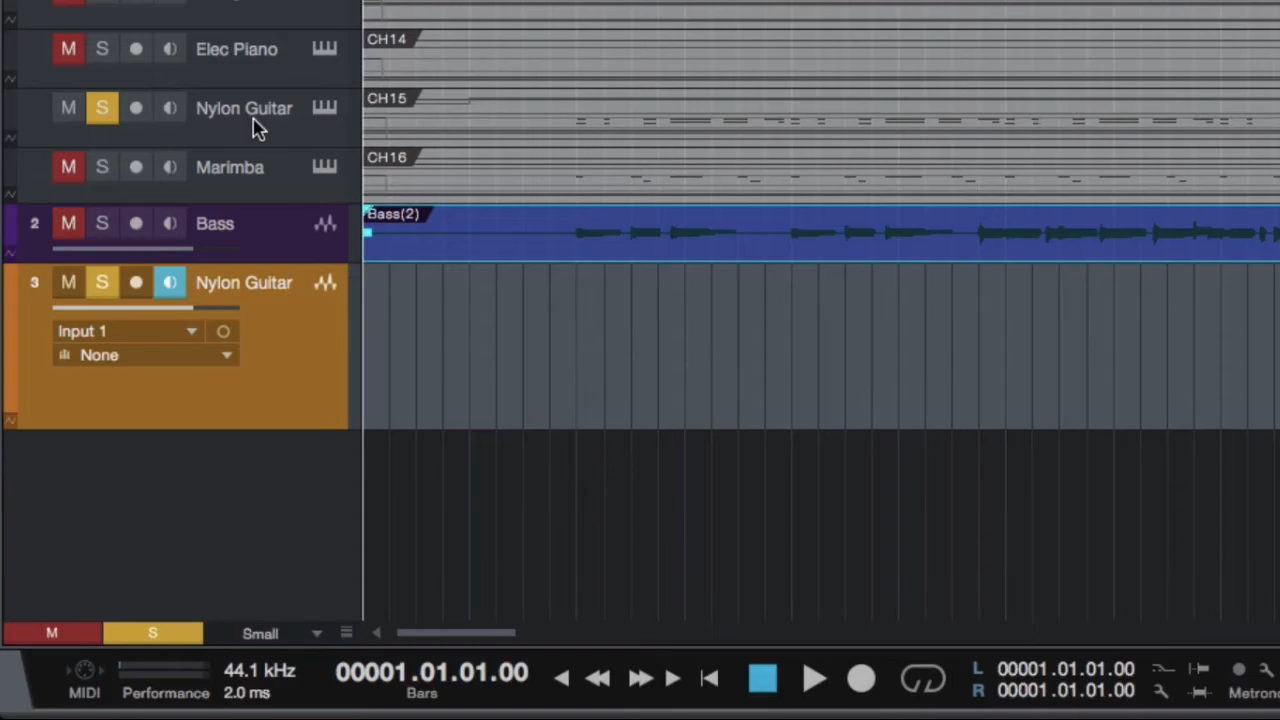 M S Elec Piano
CH14
M S Nylon Guitar
CH15
M S Marimba
CH16
2 M S Bass
Bass(2)
3 M S Nylon Guitar
Input 1
None
M S Small
MIDI
Performance
44.1 kHz
2.0 ms
00001.01.01.00
Bars
L 00001.01.01.00
R 00001.01.01.00
Metron